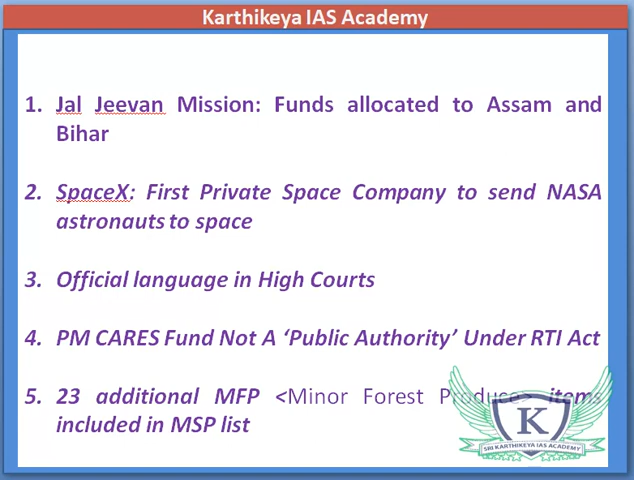 Karthikeya IAS Academy
1. Jal Jeevan Mission: Funds allocated to Assam and
Bihar
2. SpaceX: First Private Space Company to send NASA
astronauts to space
3. Official language in High Courts
4. PM CARES Fund Not A ‘Public Authority’ Under RTI Act
5. 23 additional MFP <Minor Forest Produce> items
included in MSP list
K
SRI KARTHIKEYA IAS ACADEMY